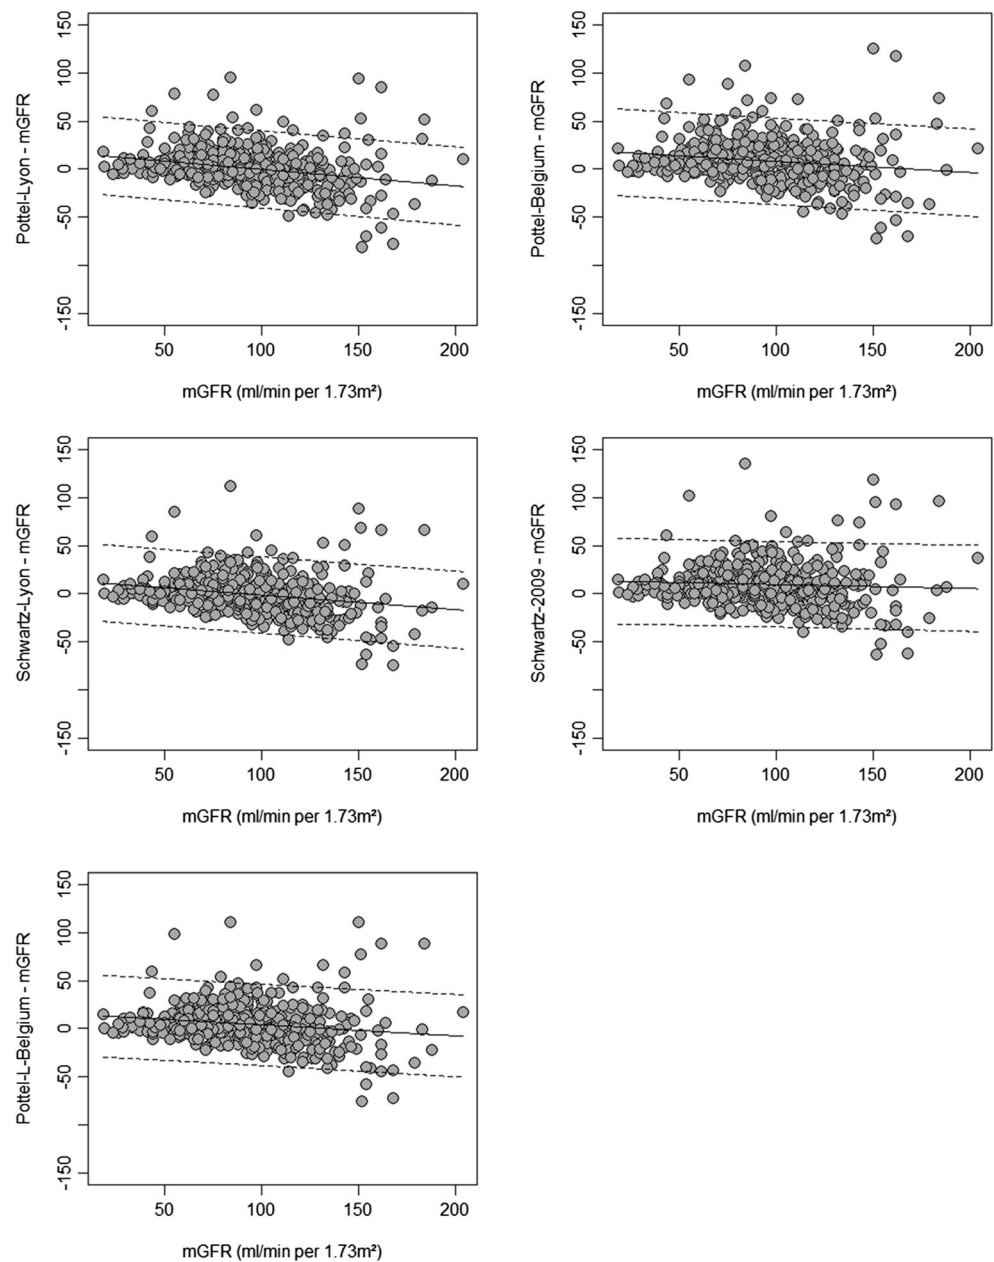 150
100
50
0
-50
-150
Pottel-Lyon - mGFR
50 100 150 200
mGFR (ml/min per 1.73m²)
150
100
50
0
-50
-150
Pottel-Belgium - mGFR
50 100 150 200
mGFR (ml/min per 1.73m²)
150
100
50
0
-50
-150
Schwartz-Lyon - mGFR
50 100 150 200
mGFR (ml/min per 1.73m²)
150
100
50
0
-50
-150
Schwartz-2009 - mGFR
50 100 150 200
mGFR (ml/min per 1.73m²)
150
100
50
0
-50
-150
Pottel-L-Belgium - mGFR
50 100 150 200
mGFR (ml/min per 1.73m²)